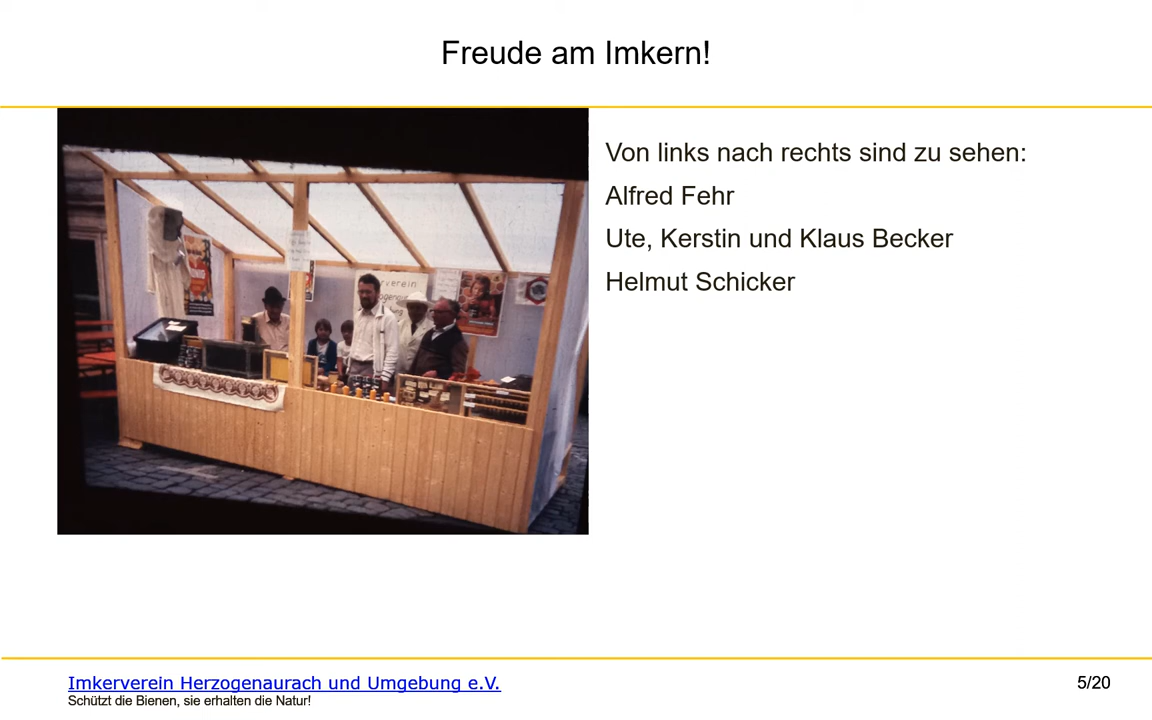 Freude am Imkern!
Von links nach rechts sind zu sehen:
Alfred Fehr
Ute, Kerstin und Klaus Becker
Helmut Schicker
Imkerverein Herzogenaurach und Umgebung e.V.
Schützt die Bienen, sie erhalten die Natur!
5/20